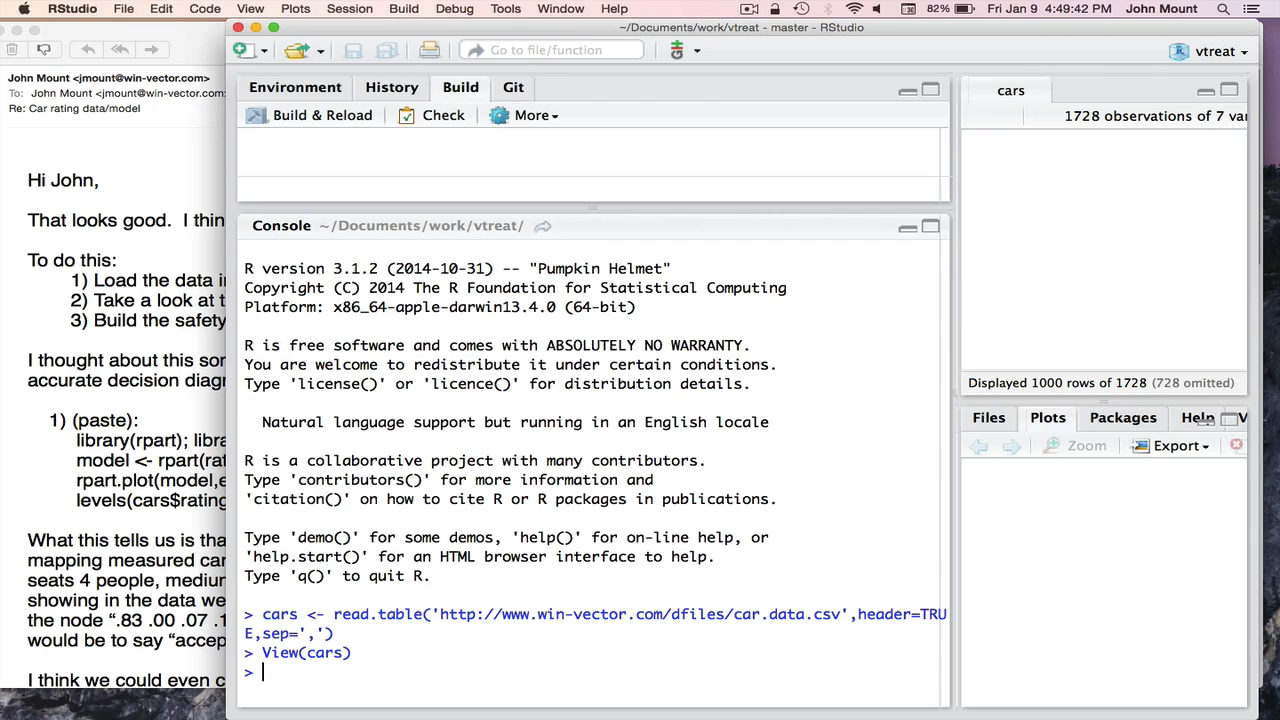 RStudio File Edit Code View Plots Session Build Debug Tools Window Help 82% Fri Jan 9 4:49:42 PM John Mount
~/Documents/work/vtreat - master - RStudio
Go to file/function
vtreat
John Mount <jmount@win-vector.com>
To: John Mount <jmount@win-vector.com>
Re: Car rating data/model
Hi John,
That looks good. I thin
To do this:
1) Load the data in
2) Take a look at t
3) Build the safety
I thought about this sor
accurate decision diagr
1) (paste):
library(rpart); libra
model <- rpart(rat
rpart.plot(model,e
levels(cars$rating
What this tells us is tha
mapping measured car
seats 4 people, medium
showing in the data we
the node “.83 .00 .07 .1
would be to say “accep
I think we could even c
Environment History Build Git
Build & Reload Check More
Console ~/Documents/work/vtreat/
R version 3.1.2 (2014-10-31) -- "Pumpkin Helmet"
Copyright (C) 2014 The R Foundation for Statistical Computing
Platform: x86_64-apple-darwin13.4.0 (64-bit)
R is free software and comes with ABSOLUTELY NO WARRANTY.
You are welcome to redistribute it under certain conditions.
Type 'license()' or 'licence()' for distribution details.
Natural language support but running in an English locale
R is a collaborative project with many contributors.
Type 'contributors()' for more information and
'citation()' on how to cite R or R packages in publications.
Type 'demo()' for some demos, 'help()' for on-line help, or
'help.start()' for an HTML browser interface to help.
Type 'q()' to quit R.
> cars <- read.table('http://www.win-vector.com/dfiles/car.data.csv',header=TRU
E,sep=',')
> View(cars)
>
cars
1728 observations of 7 var
Displayed 1000 rows of 1728 (728 omitted)
Files Plots Packages Help V
Zoom Export